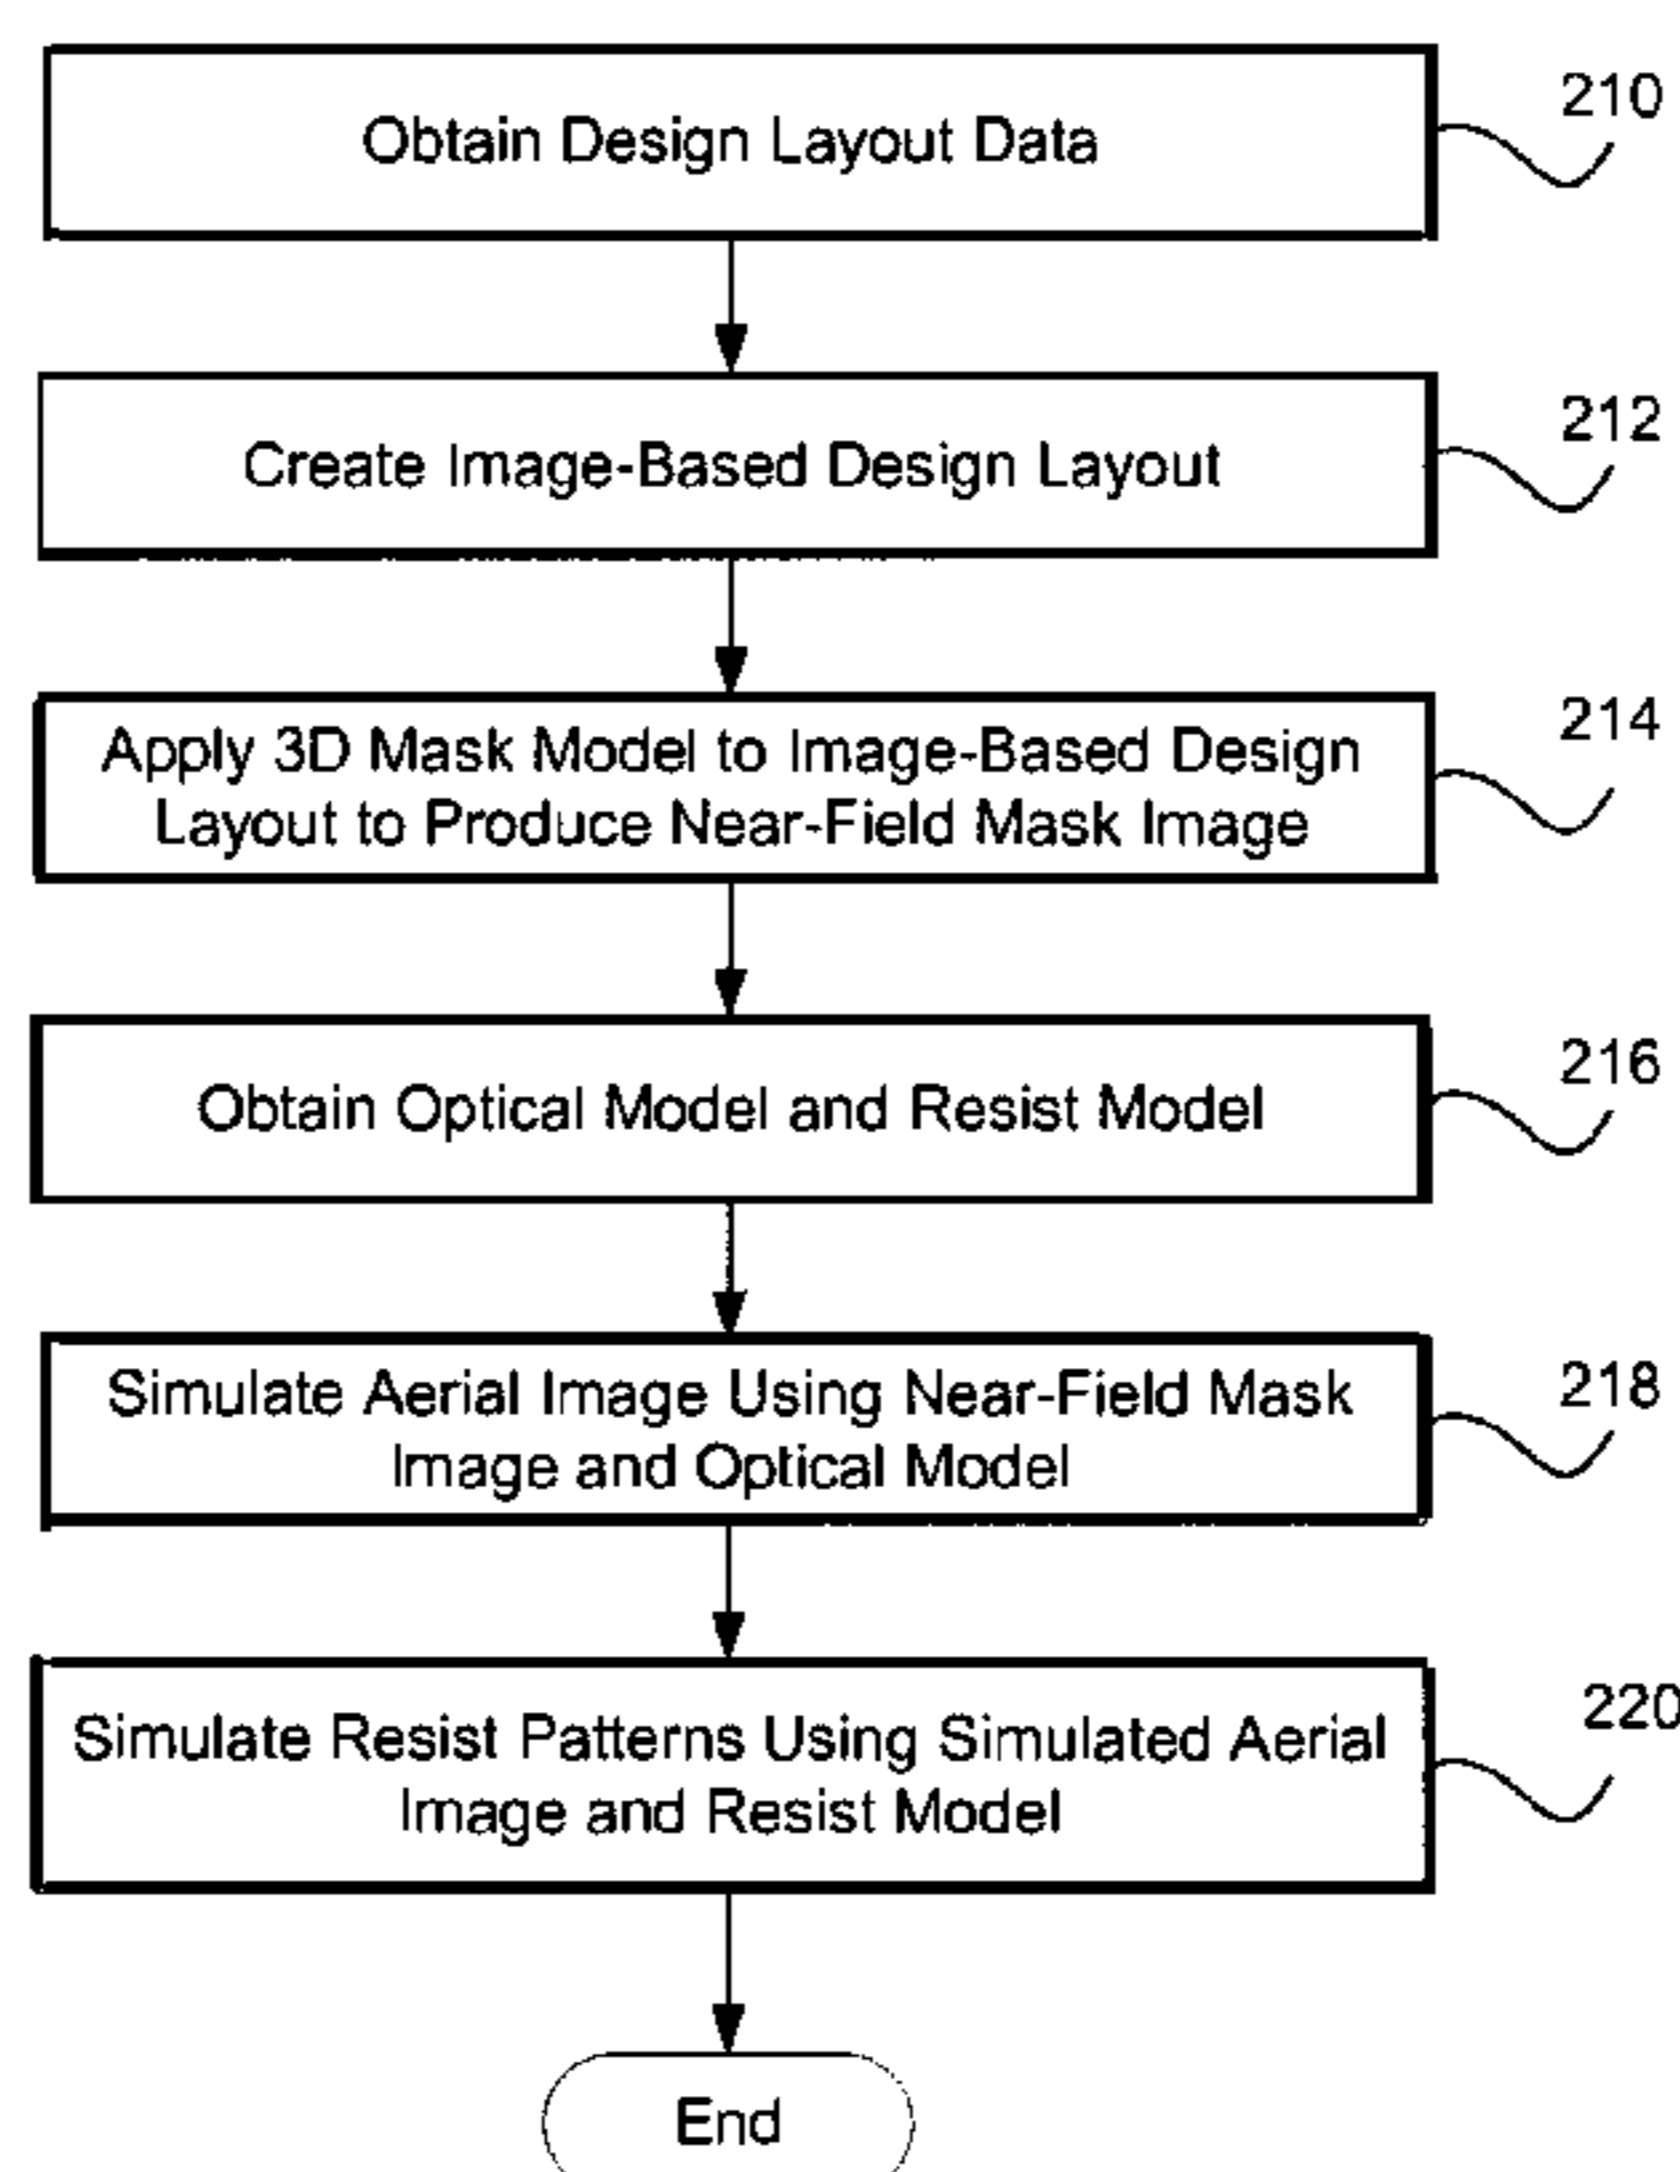 Obtain Design Layout Data
210
Create Image-Based Design Layout
212
Apply 3D Mask Model to Image-Based Design
Layout to Produce Near-Field Mask Image
214
Obtain Optical Model and Resist Model
216
Simulate Aerial Image Using Near-Field Mask
Image and Optical Model
218
Simulate Resist Patterns Using Simulated Aerial
Image and Resist Model
220
End